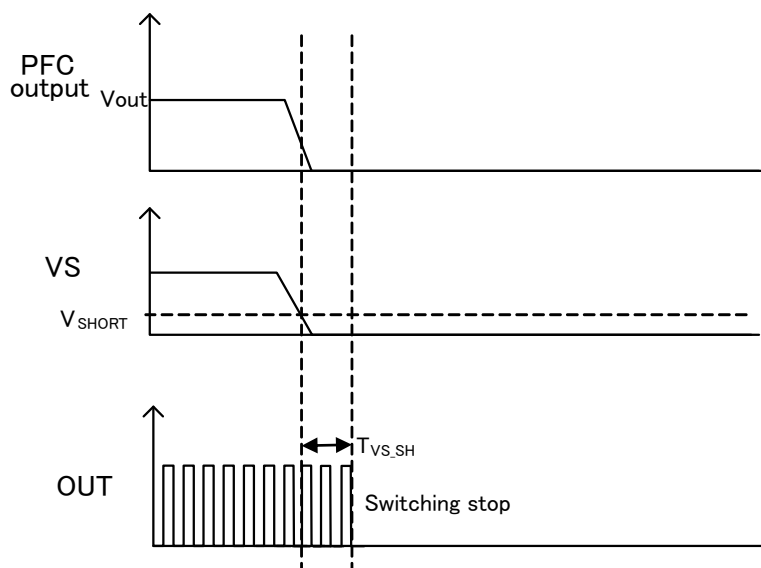 PFC
output
Vout
VS
VSHORT
TVS_SH
OUT
Switching stop